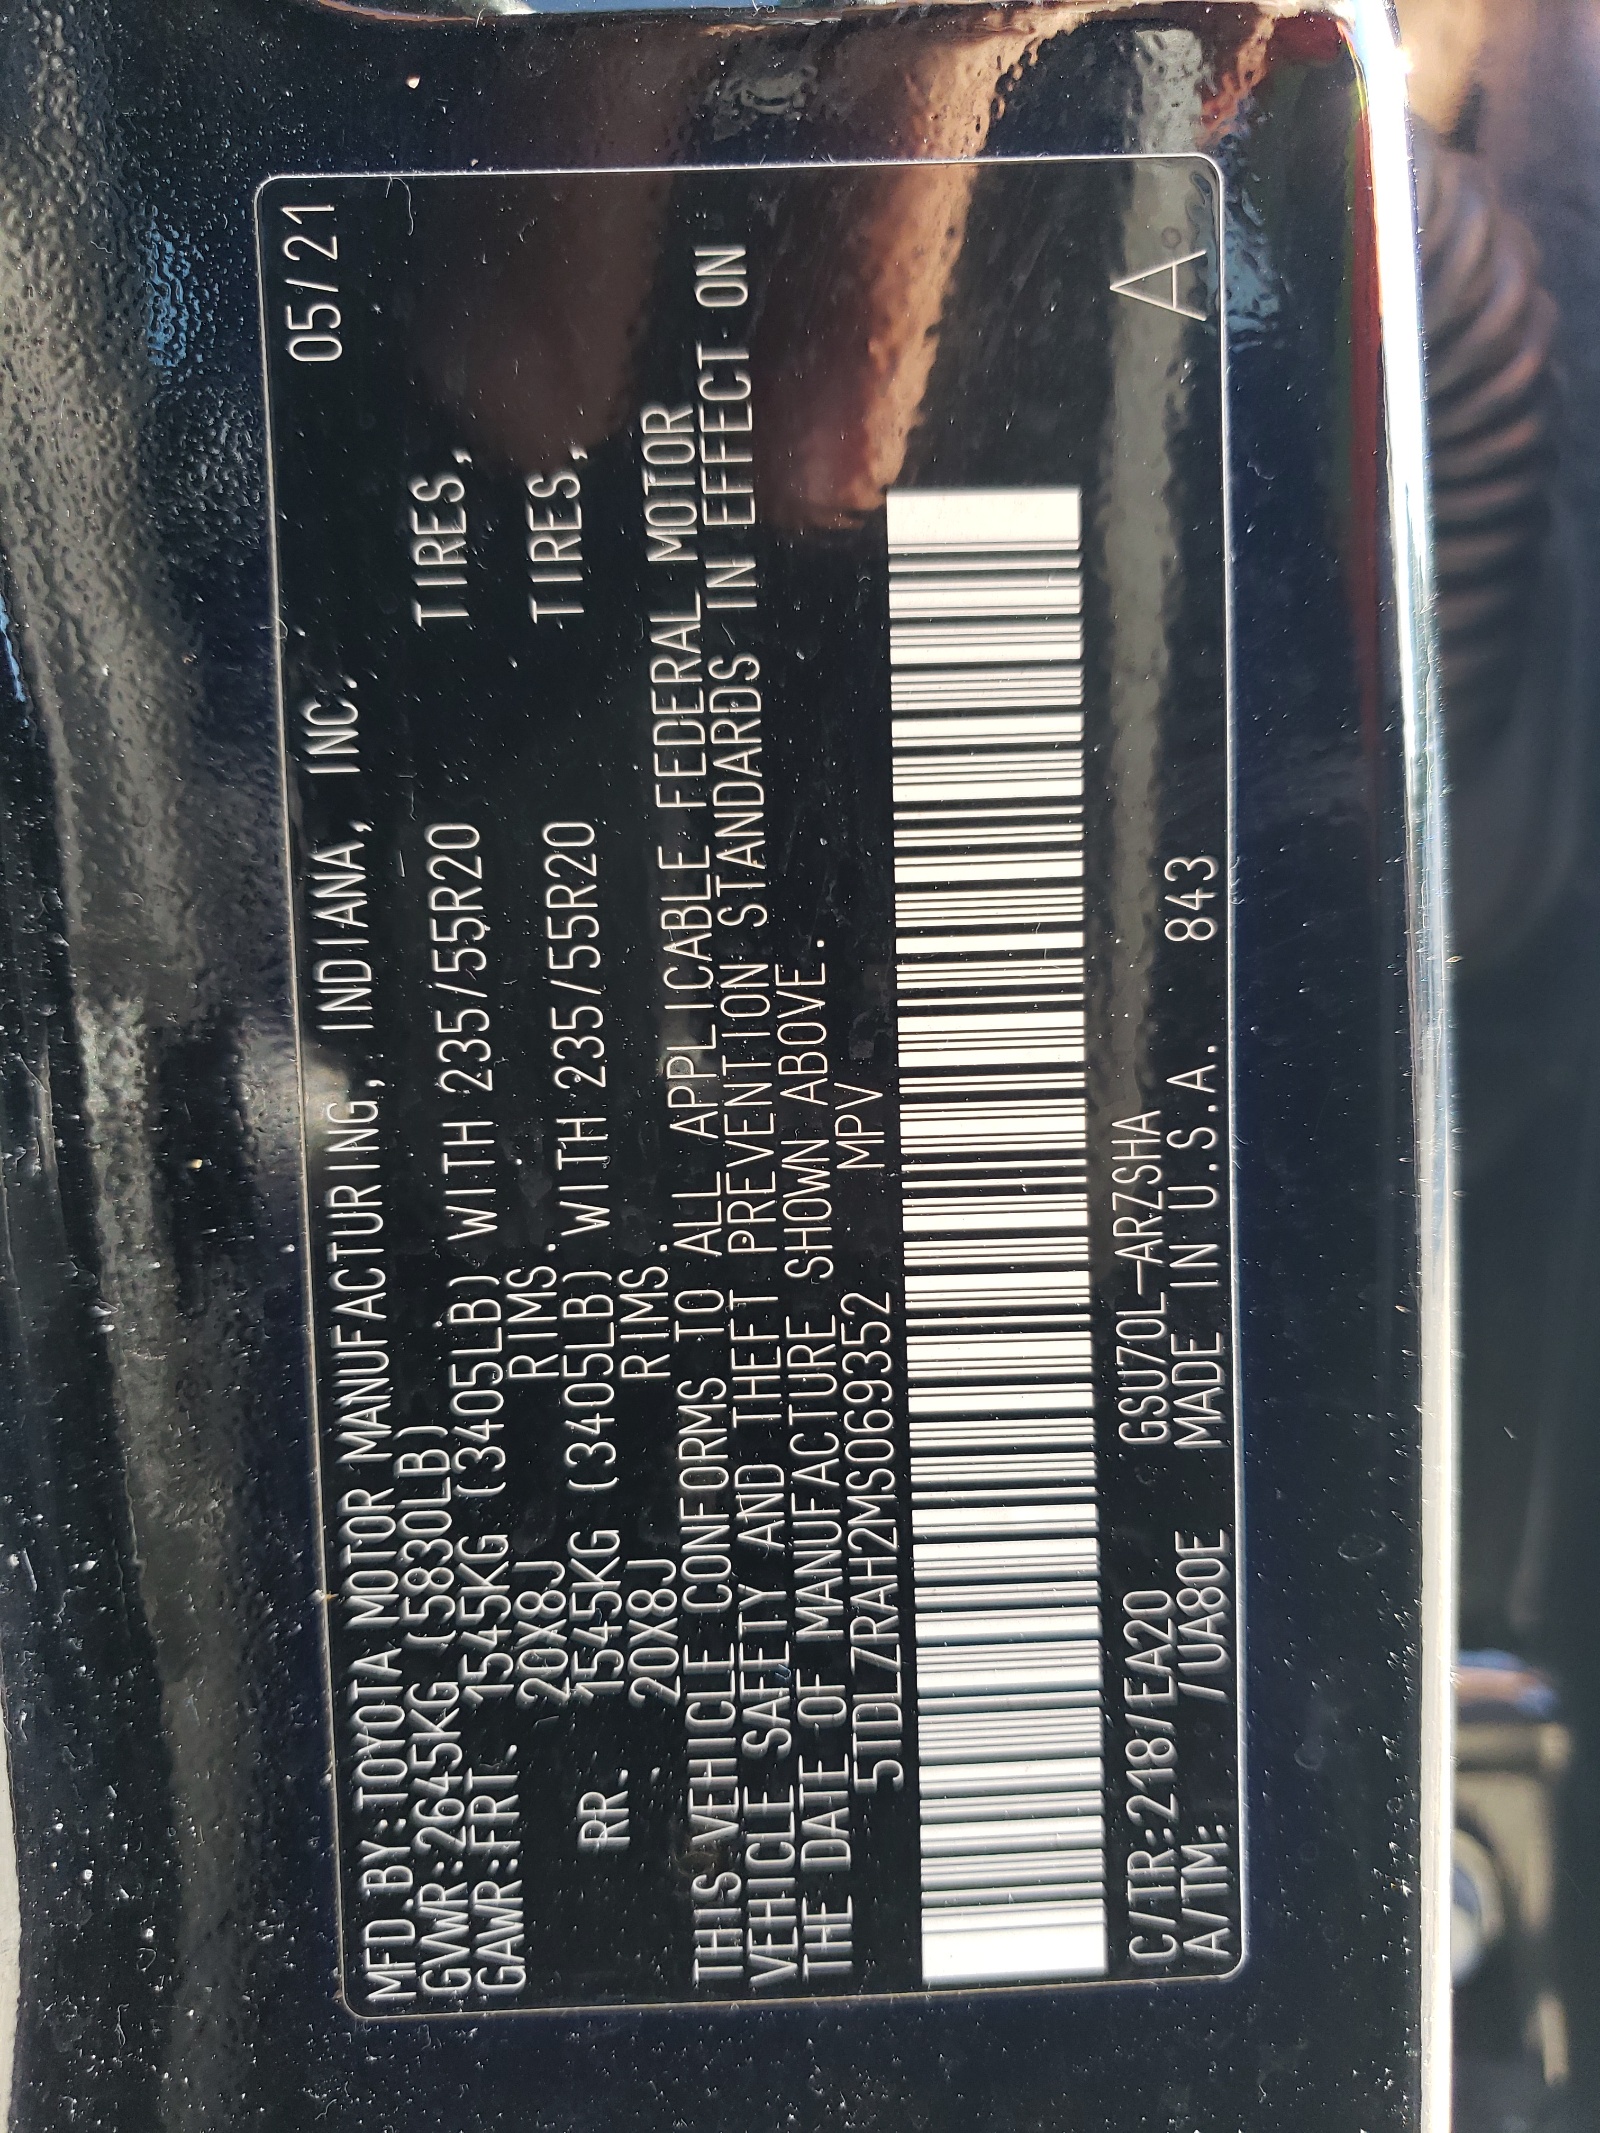 MFD.BY:TOYOTA MOTOR MANUFACTURING, INDIANA, INC. 05/21
GVWR:2645KG (5830LB)
GAWR:FRT. 1545KG (3405LB) WITH 235/55R20 TIRES,
20X8J RIMS.
RR. 1545KG (3405LB) WITH 235/55R20 TIRES,
20X8J RIMS.
THIS VEHICLE CONFORMS TO ALL APPLICABLE FEDERAL MOTOR
VEHICLE SAFETY AND THEFT PREVENTION STANDARDS IN EFFECT ON
THE DATE OF MANUFACTURE SHOWN ABOVE.
5TDLZRAH2MS069352 MPV
C/TR:218/EA20 GSU70L-ARZSHA
A/TM: /UA80E MADE IN U.S.A. 843 A